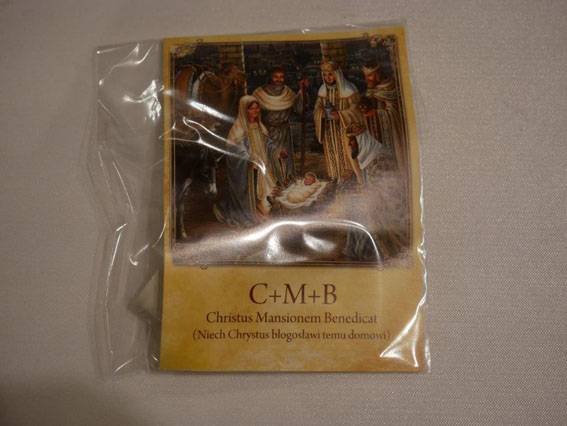 C+M+B
Christus Mansionem Benedicat
(Niech Chrystus błogosławi temu domowi)